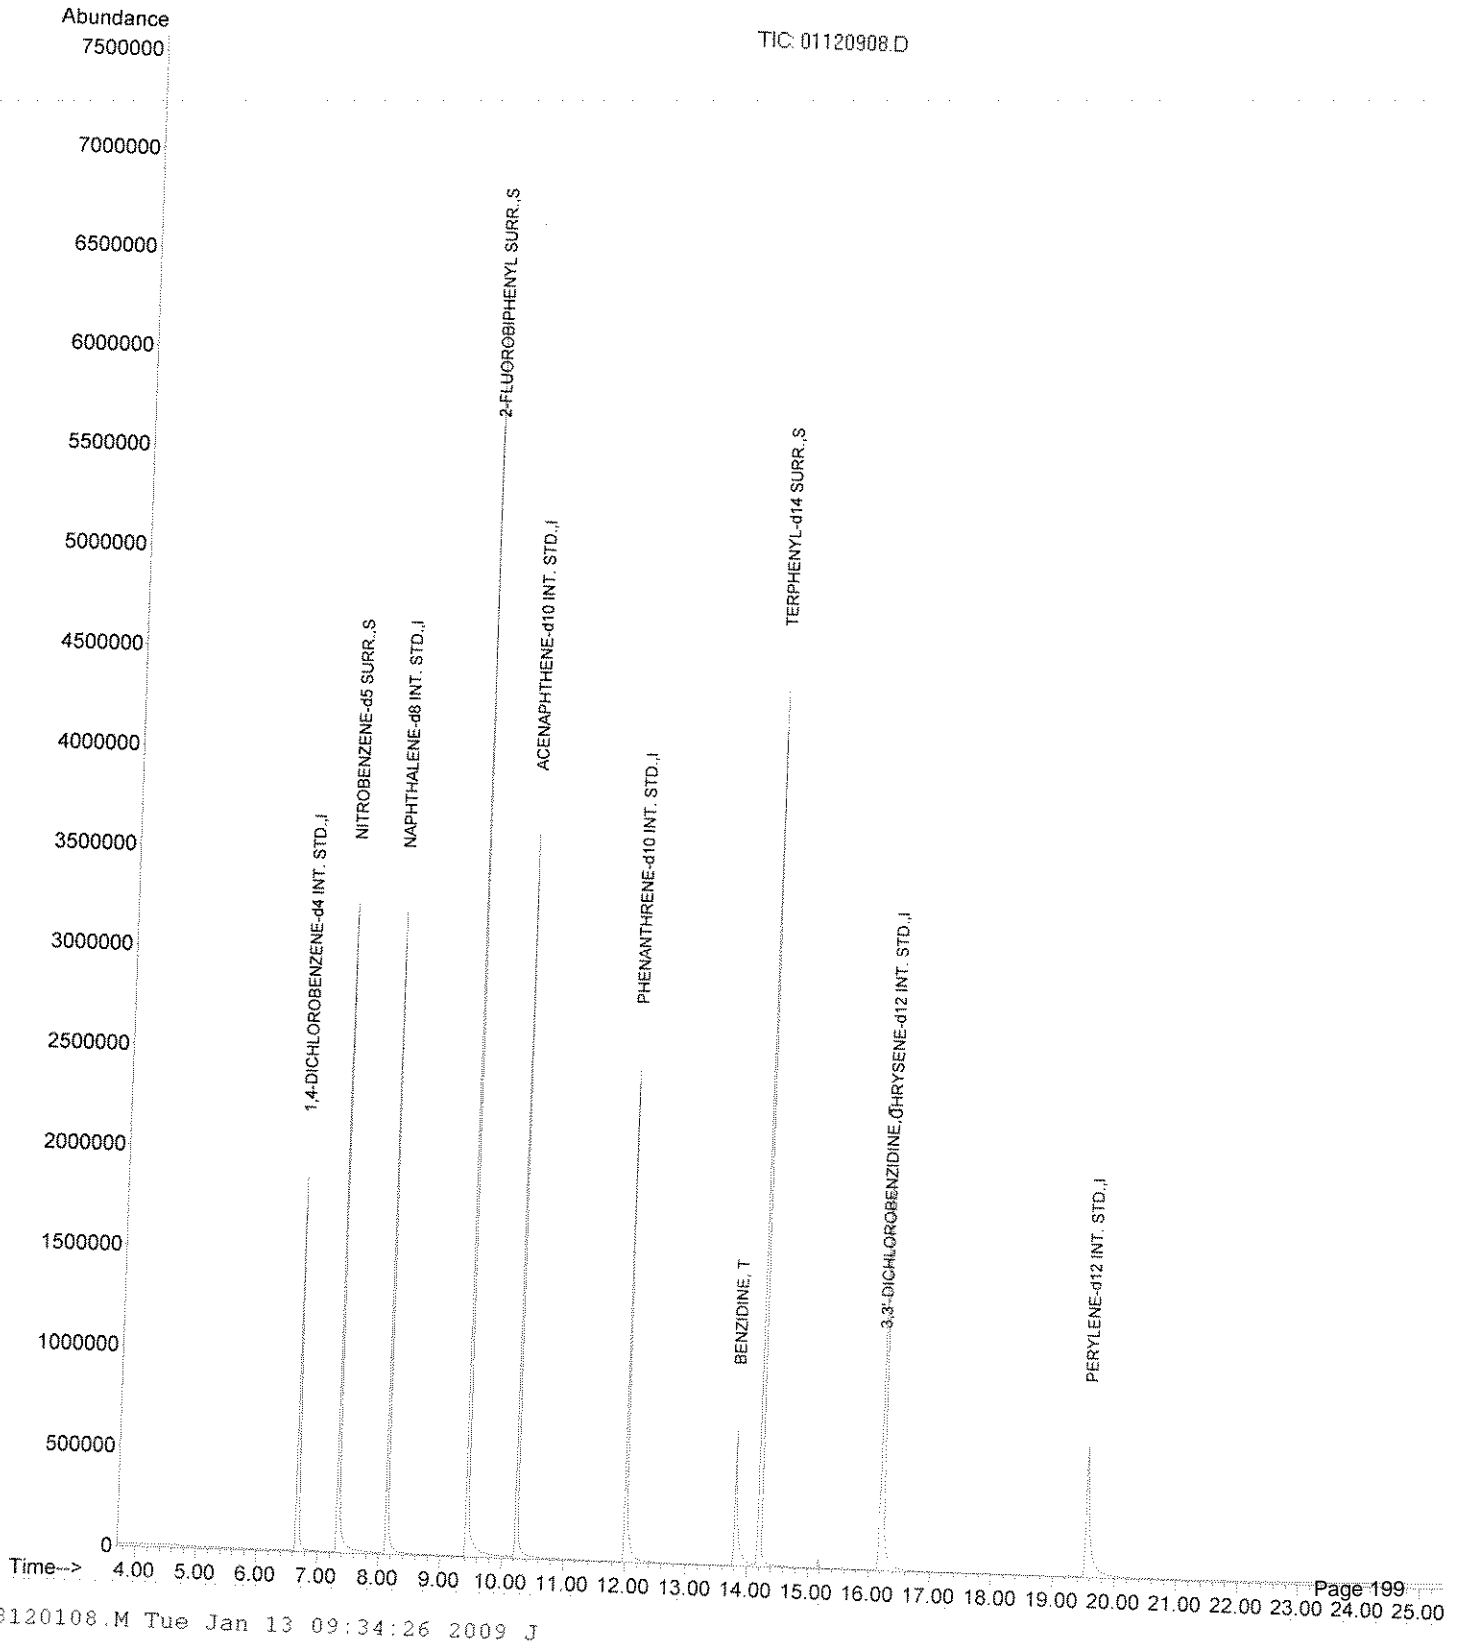 Abundance
TIC: 01120908.D
7500000
7000000
6500000
6000000
5500000
5000000
4500000
4000000
3500000
3000000
2500000
2000000
1500000
1000000
500000
0
1,4-DICHLOROBENZENE-d4 INT. STD.,I
NITROBENZENE-d5 SURR.,S
NAPHTHALENE-d8 INT. STD.,I
2-FLUOROBIPHENYL SURR.,S
ACENAPHTHENE-d10 INT. STD.,I
PHENANTHRENE-d10 INT. STD.,I
BENZIDINE, T
TERPHENYL-d14 SURR.,S
3,3'-DICHLOROBENZIDINE,T
CHRYSENE-d12 INT. STD.,I
PERYLENE-d12 INT. STD.,I
Time--> 4.00 5.00 6.00 7.00 8.00 9.00 10.00 11.00 12.00 13.00 14.00 15.00 16.00 17.00 18.00 19.00 20.00 21.00 22.00 23.00 24.00 25.00
Page 199
120108.M Tue Jan 13 09:34:26 2009 J